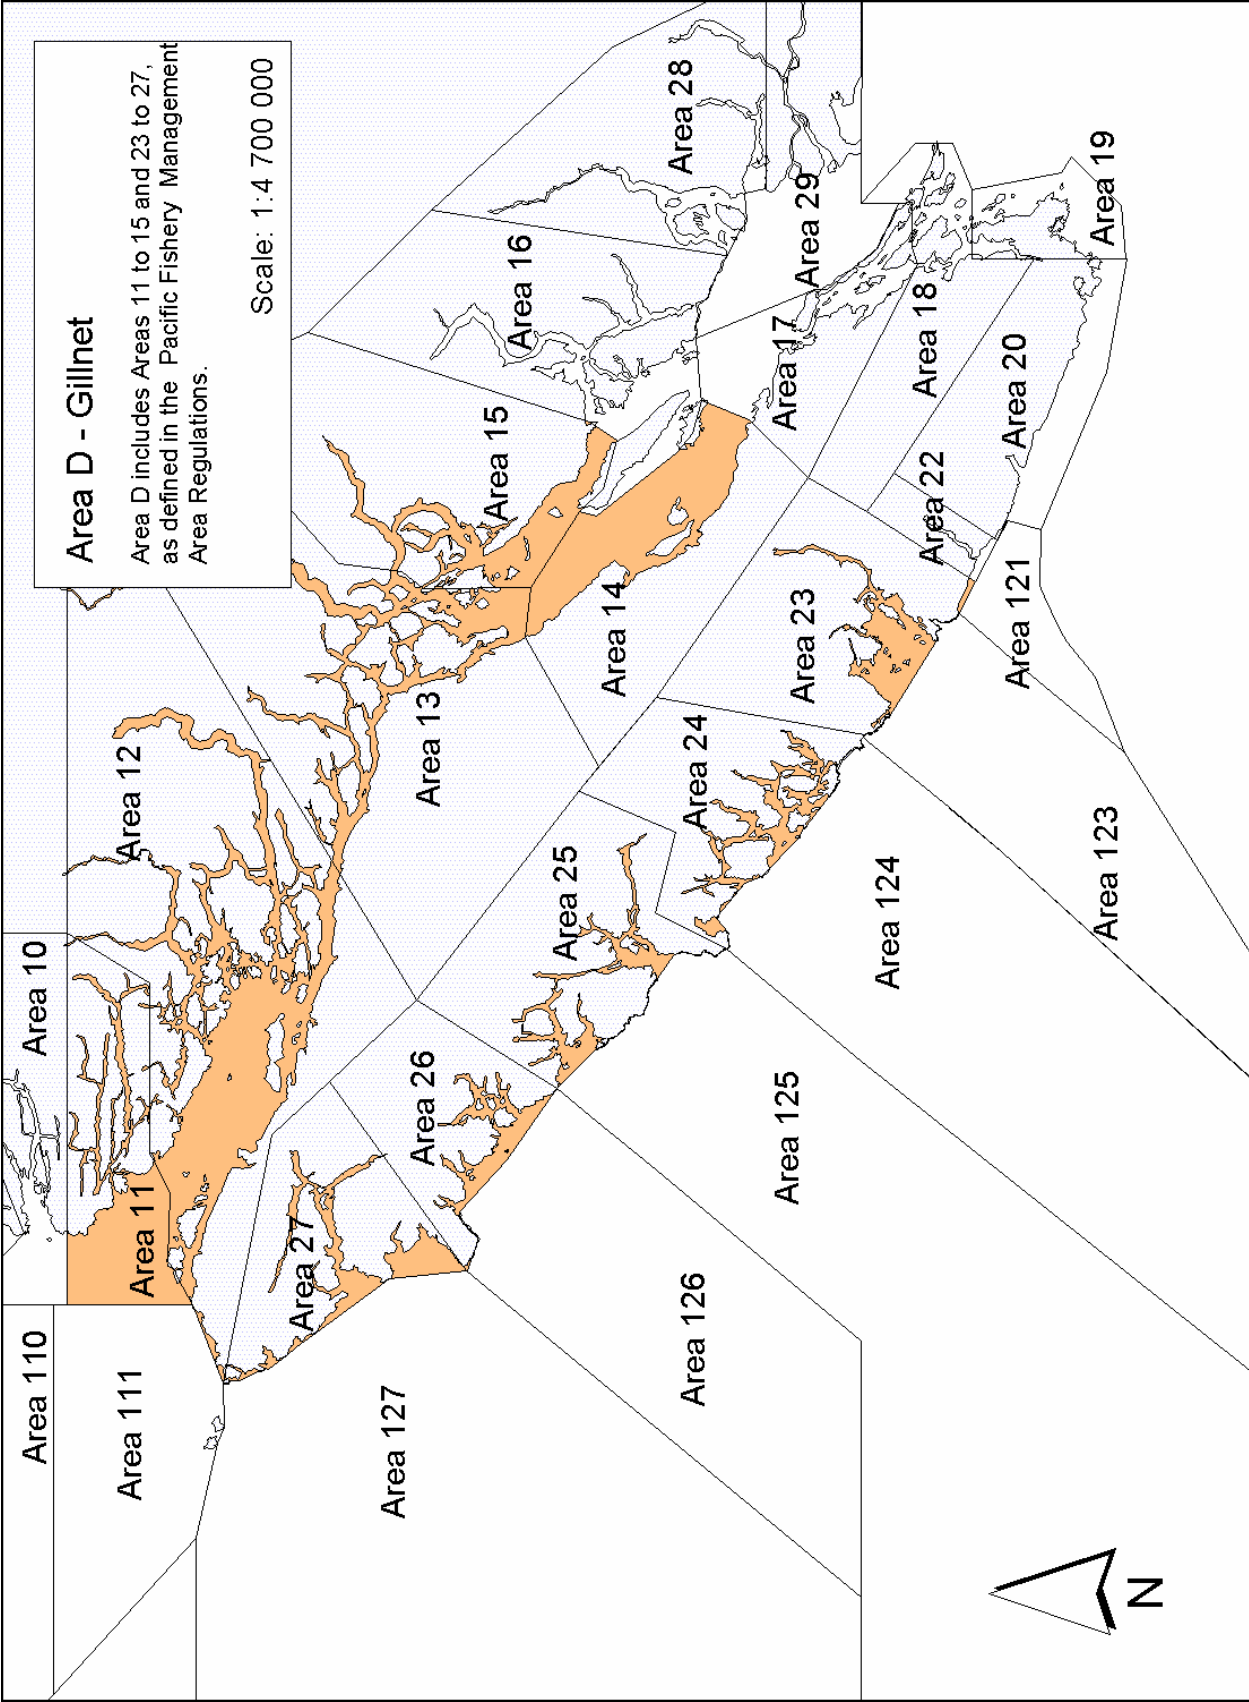 Area D - Gillnet
Area D includes Areas 11 to 15 and 23 to 27,
as defined in the Pacific Fishery Management
Area Regulations.
Scale: 1:4 700 000
Area 110
Area 10
Area 111
Area 11
Area 12
Area 127
Area 27
Area 26
Area 13
Area 15
Area 16
Area 28
Area 126
Area 125
Area 25
Area 24
Area 14
Area 23
Area 17
Area 29
Area 124
Area 22
Area 18
Area 123
Area 121
Area 20
Area 19
N